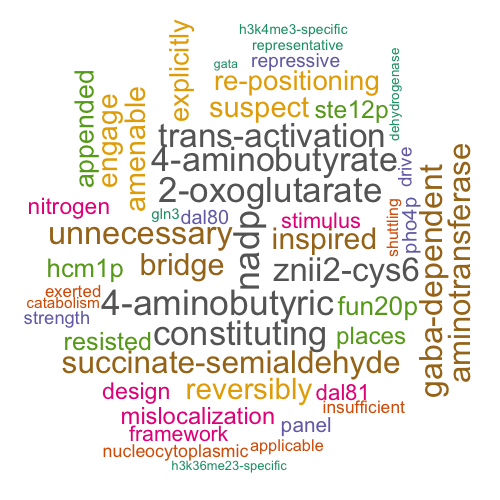 h3k4me3-specific
representative
gata repressive
re-positioning
explicitly
dehydrogenase
appended
engage
amenable
suspect ste12p
trans-activation
4-aminobutyrate
2-oxoglutarate
drive
nitrogen
gln3 dal80
stimulus
shuttling
pho4p
gaba-dependent
aminotransferase
unnecessary
nadp
inspired
hcm1p
bridge
znii2-cys6
exerted
catabolism
4-aminobutyric
fun20p
strength
resisted
constituting
places
succinate-semialdehyde
design
reversibly
dal81
insufficient
mislocalization
framework
panel
nucleocytoplasmic
applicable
h3k36me23-specific